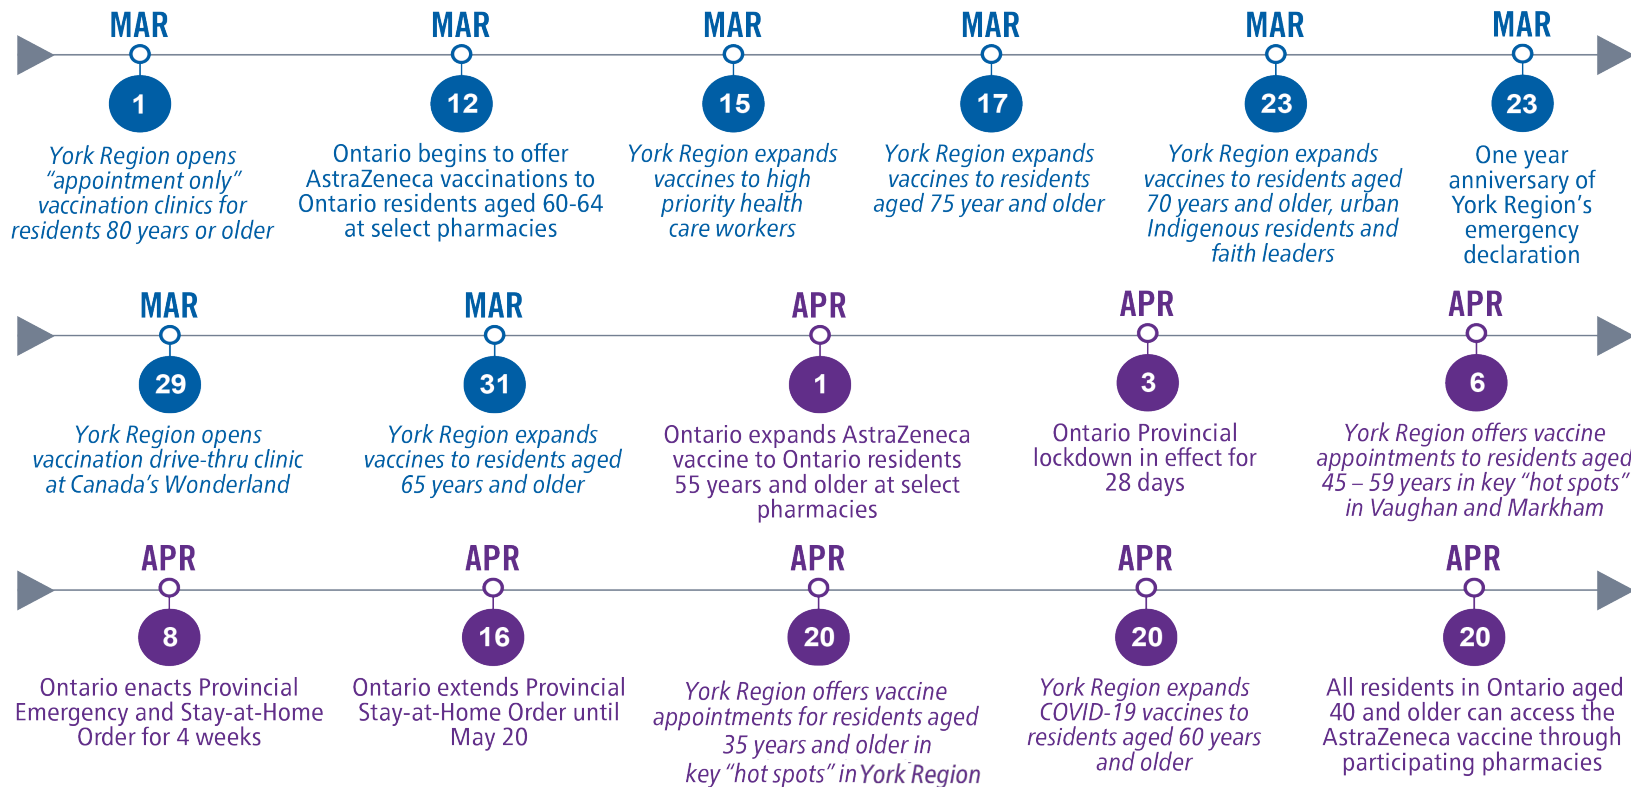 MAR
1
York Region opens
“appointment only”
vaccination clinics for
residents 80 years or older
MAR
12
Ontario begins to offer
AstraZeneca vaccinations to
Ontario residents aged 60-64
at select pharmacies
MAR
15
York Region expands
vaccines to high
priority health
care workers
MAR
17
York Region expands
vaccines to residents
aged 75 year and older
MAR
23
York Region expands
vaccines to residents aged
70 years and older, urban
Indigenous residents and
faith leaders
MAR
23
One year
anniversary of
York Region’s
emergency
declaration
MAR
29
York Region opens
vaccination drive-thru clinic
at Canada’s Wonderland
MAR
31
York Region expands
vaccines to residents aged
65 years and older
APR
1
Ontario expands AstraZeneca
vaccine to Ontario residents
55 years and older at select
pharmacies
APR
3
Ontario Provincial
lockdown in effect for
28 days
APR
6
York Region offers vaccine
appointments to residents aged
45 – 59 years in key “hot spots”
in Vaughan and Markham
APR
8
Ontario enacts Provincial
Emergency and Stay-at-Home
Order for 4 weeks
APR
16
Ontario extends Provincial
Stay-at-Home Order until
May 20
APR
20
York Region offers vaccine
appointments for residents aged
35 years and older in
key “hot spots” in York Region
APR
20
York Region expands
COVID-19 vaccines to
residents aged 60 years
and older
APR
20
All residents in Ontario aged
40 and older can access the
AstraZeneca vaccine through
participating pharmacies